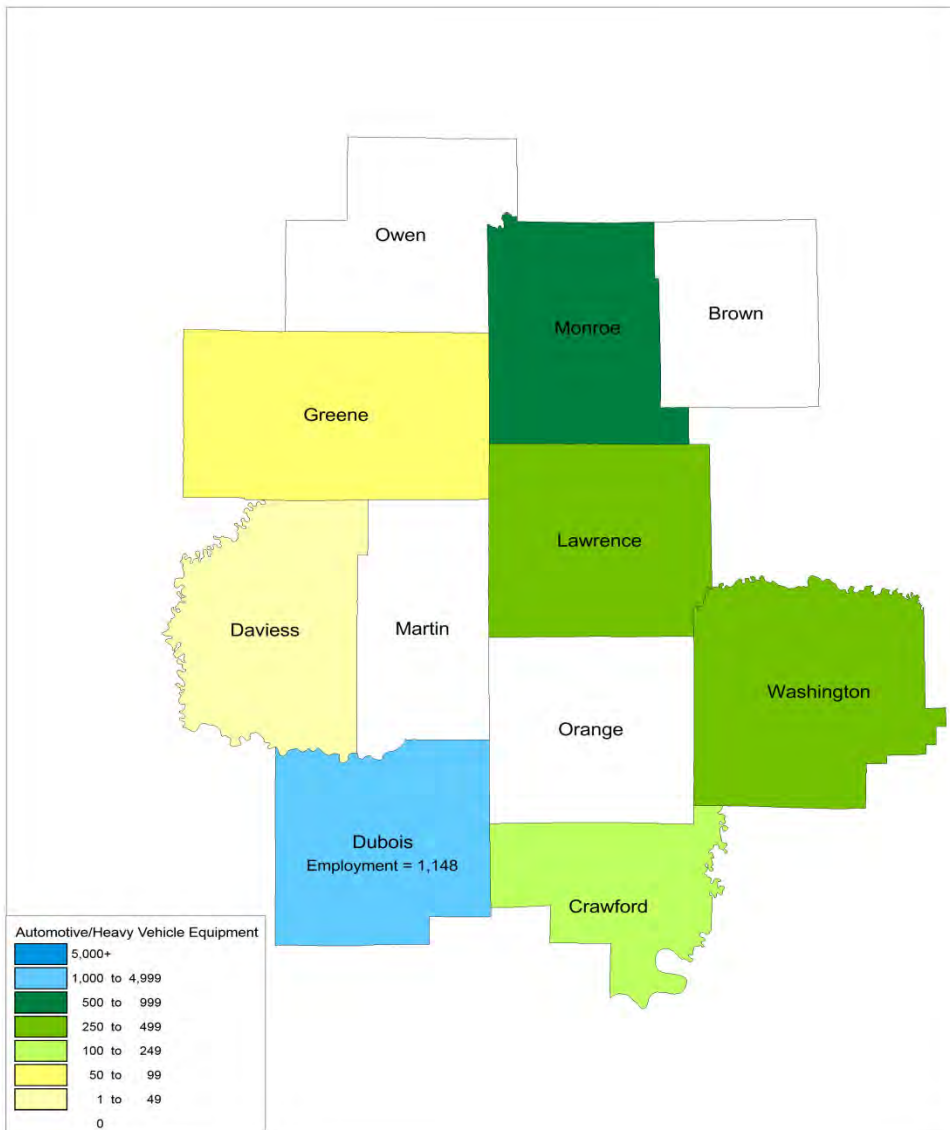 Owen
Brown
Monroe
Greene
Lawrence
Daviess
Martin
Washington
Orange
Dubois
Employment = 1,148
Crawford
Automotive/Heavy Vehicle Equipment
5,000+
1,000 to 4,999
500 to 999
250 to 499
100 to 249
50 to 99
1 to 49
0